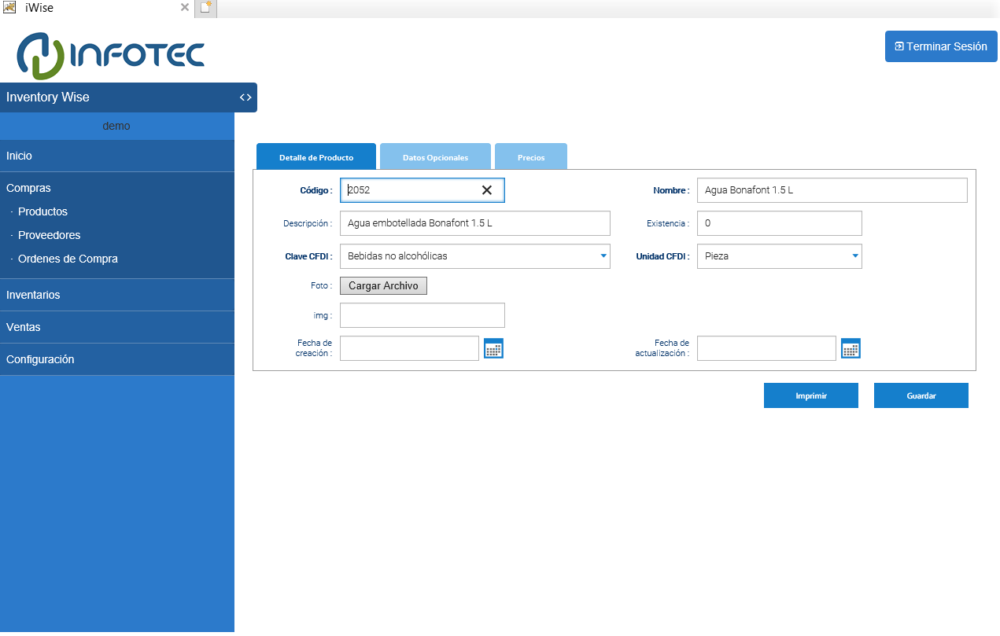 iWise
INFOTEC
Terminar Sesión
Inventory Wise
demo
Inicio
Compras
· Productos
· Proveedores
· Ordenes de Compra
Inventarios
Ventas
Configuración
Detalle de Producto
Datos Opcionales
Precios
Código : 2052
Nombre : Agua Bonafont 1.5 L
Descripción : Agua embotellada Bonafont 1.5 L
Existencia : 0
Clave CFDI : Bebidas no alcohólicas
Unidad CFDI : Pieza
Foto : Cargar Archivo
img :
Fecha de
creación :
Fecha de
actualización :
Imprimir
Guardar